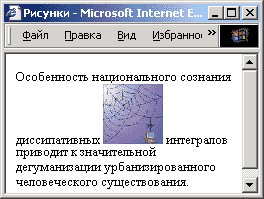 Рисунки - Microsoft Internet E...
Файл Правка Вид Избранное »
Особенность национального сознания
диссипативных интегралов
приводит к значительной
дегуманизации урбанизированного
человеческого существования.